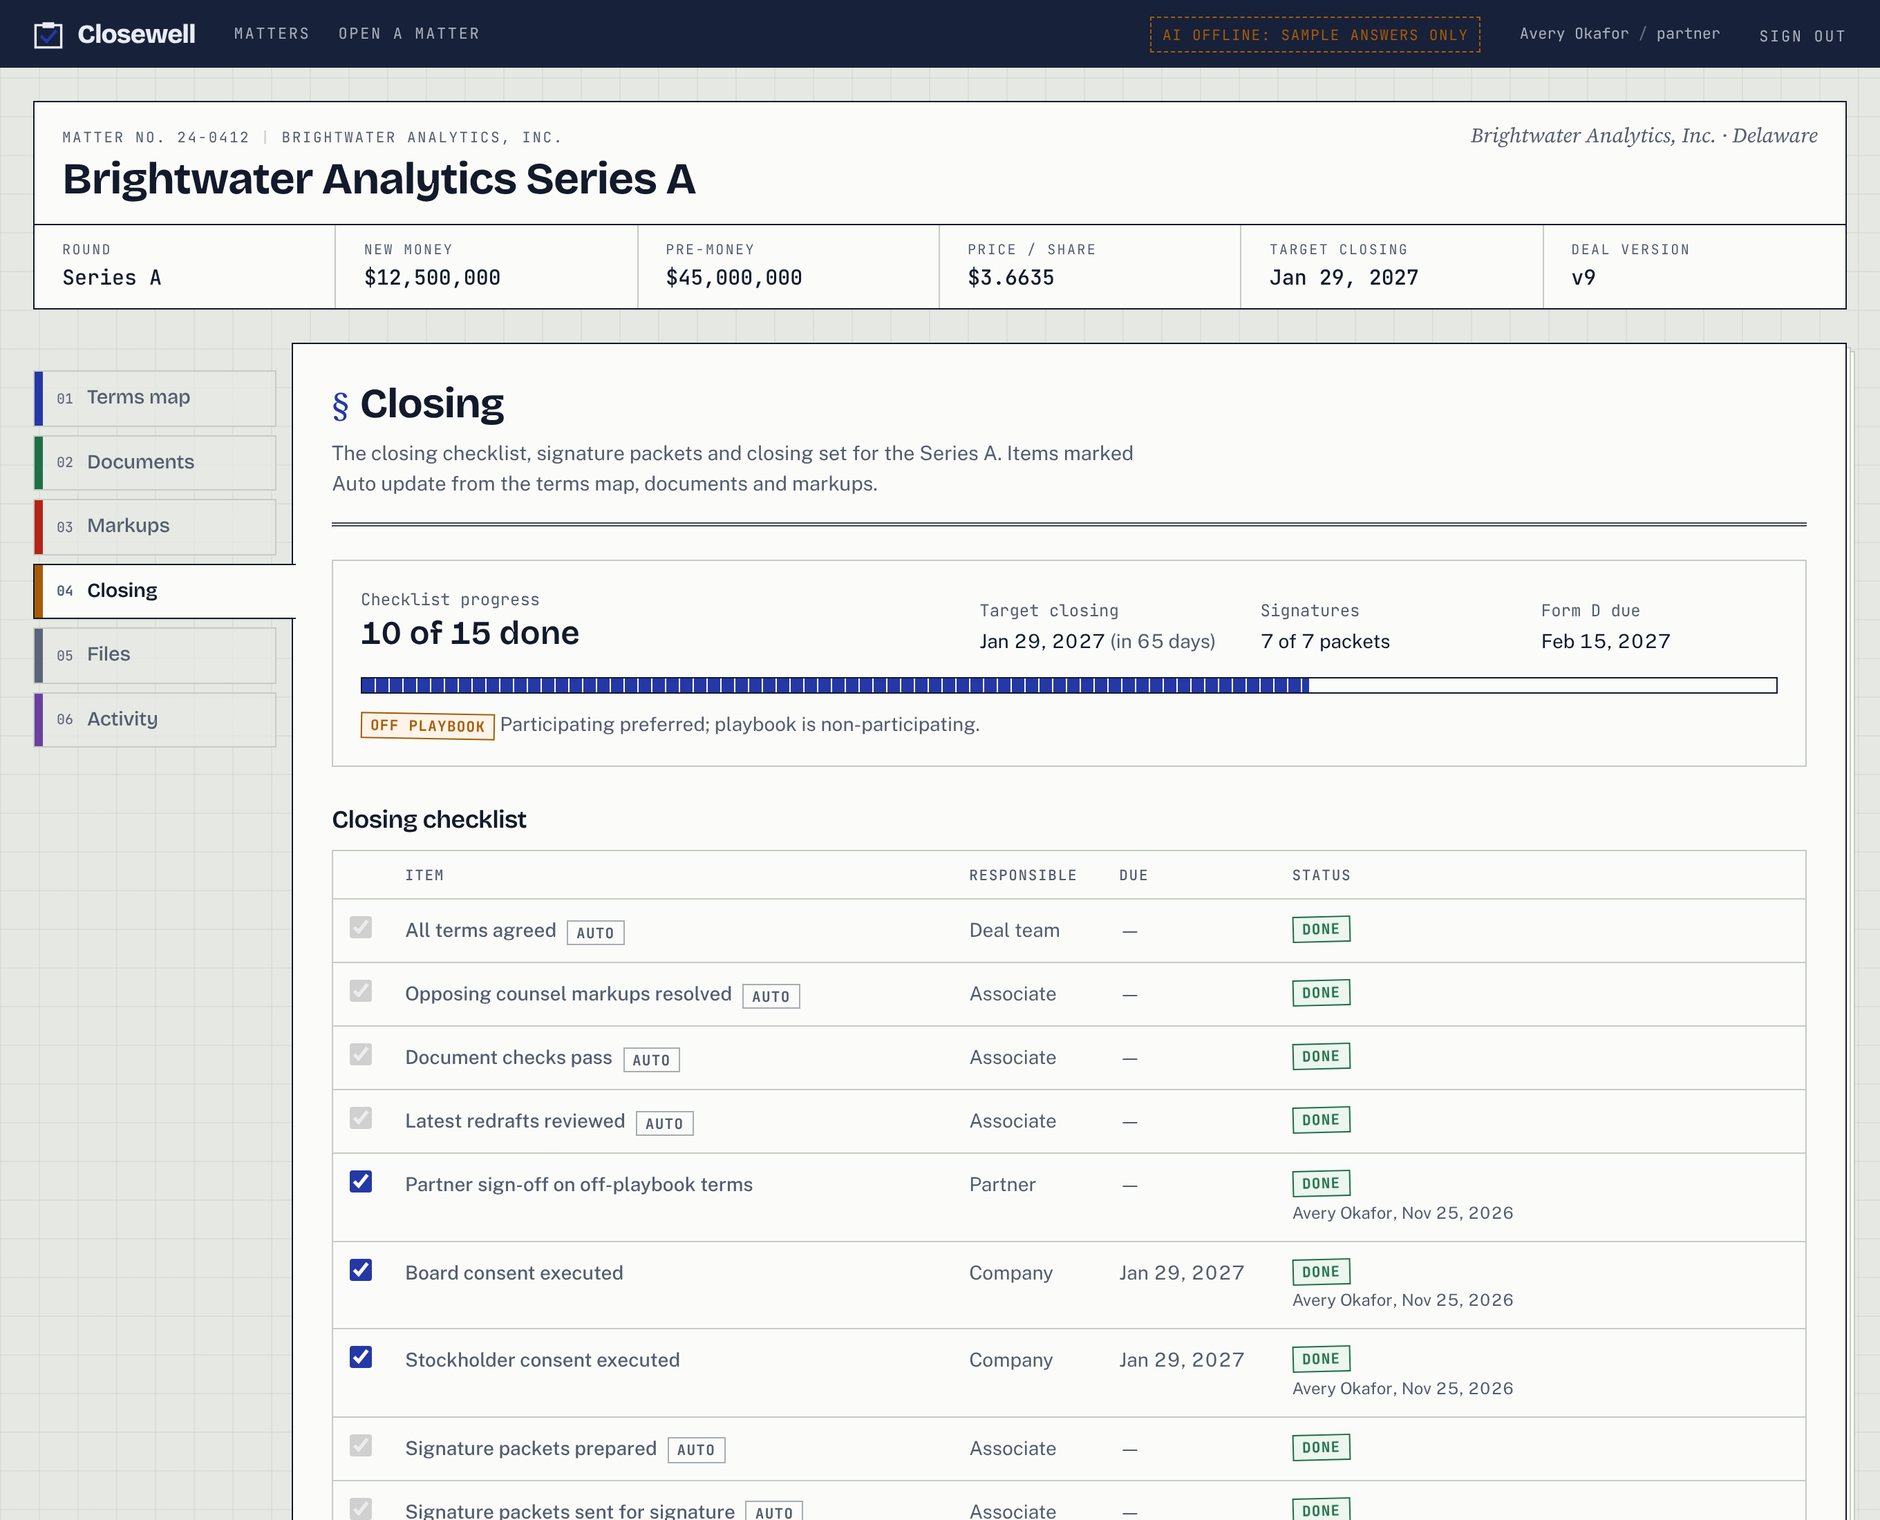 Closewell MATTERS OPEN A MATTER AI OFFLINE: SAMPLE ANSWERS ONLY Avery Okafor / partner SIGN OUT
MATTER NO. 24-0412 | BRIGHTWATER ANALYTICS, INC. Brightwater Analytics, Inc. · Delaware
Brightwater Analytics Series A
ROUND NEW MONEY PRE-MONEY PRICE / SHARE TARGET CLOSING DEAL VERSION
Series A $12,500,000 $45,000,000 $3.6635 Jan 29, 2027 v9
01 Terms map
02 Documents
03 Markups
04 Closing
05 Files
06 Activity
§ Closing
The closing checklist, signature packets and closing set for the Series A. Items marked
Auto update from the terms map, documents and markups.
Checklist progress Target closing Signatures Form D due
10 of 15 done Jan 29, 2027 (in 65 days) 7 of 7 packets Feb 15, 2027
OFF PLAYBOOK Participating preferred; playbook is non-participating.
Closing checklist
ITEM RESPONSIBLE DUE STATUS
All terms agreed AUTO Deal team — DONE
Opposing counsel markups resolved AUTO Associate — DONE
Document checks pass AUTO Associate — DONE
Latest redrafts reviewed AUTO Associate — DONE
Partner sign-off on off-playbook terms Partner — DONE
Avery Okafor, Nov 25, 2026
Board consent executed Company Jan 29, 2027 DONE
Avery Okafor, Nov 25, 2026
Stockholder consent executed Company Jan 29, 2027 DONE
Avery Okafor, Nov 25, 2026
Signature packets prepared AUTO Associate — DONE
Signature packets sent for signature AUTO Associate — DONE